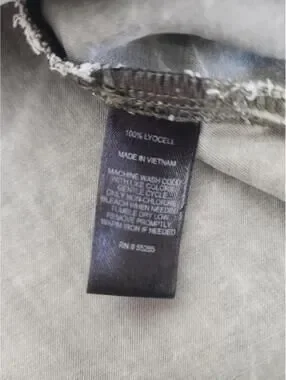 100% LYOCELL
MADE IN VIETNAM
MACHINE WASH COLD
WITH LIKE COLORS
GENTLE CYCLE
ONLY NON-CHLORINE
BLEACH WHEN NEEDED
TUMBLE DRY LOW
REMOVE PROMPTLY
WARM IRON IF NEEDED
RN # 85285